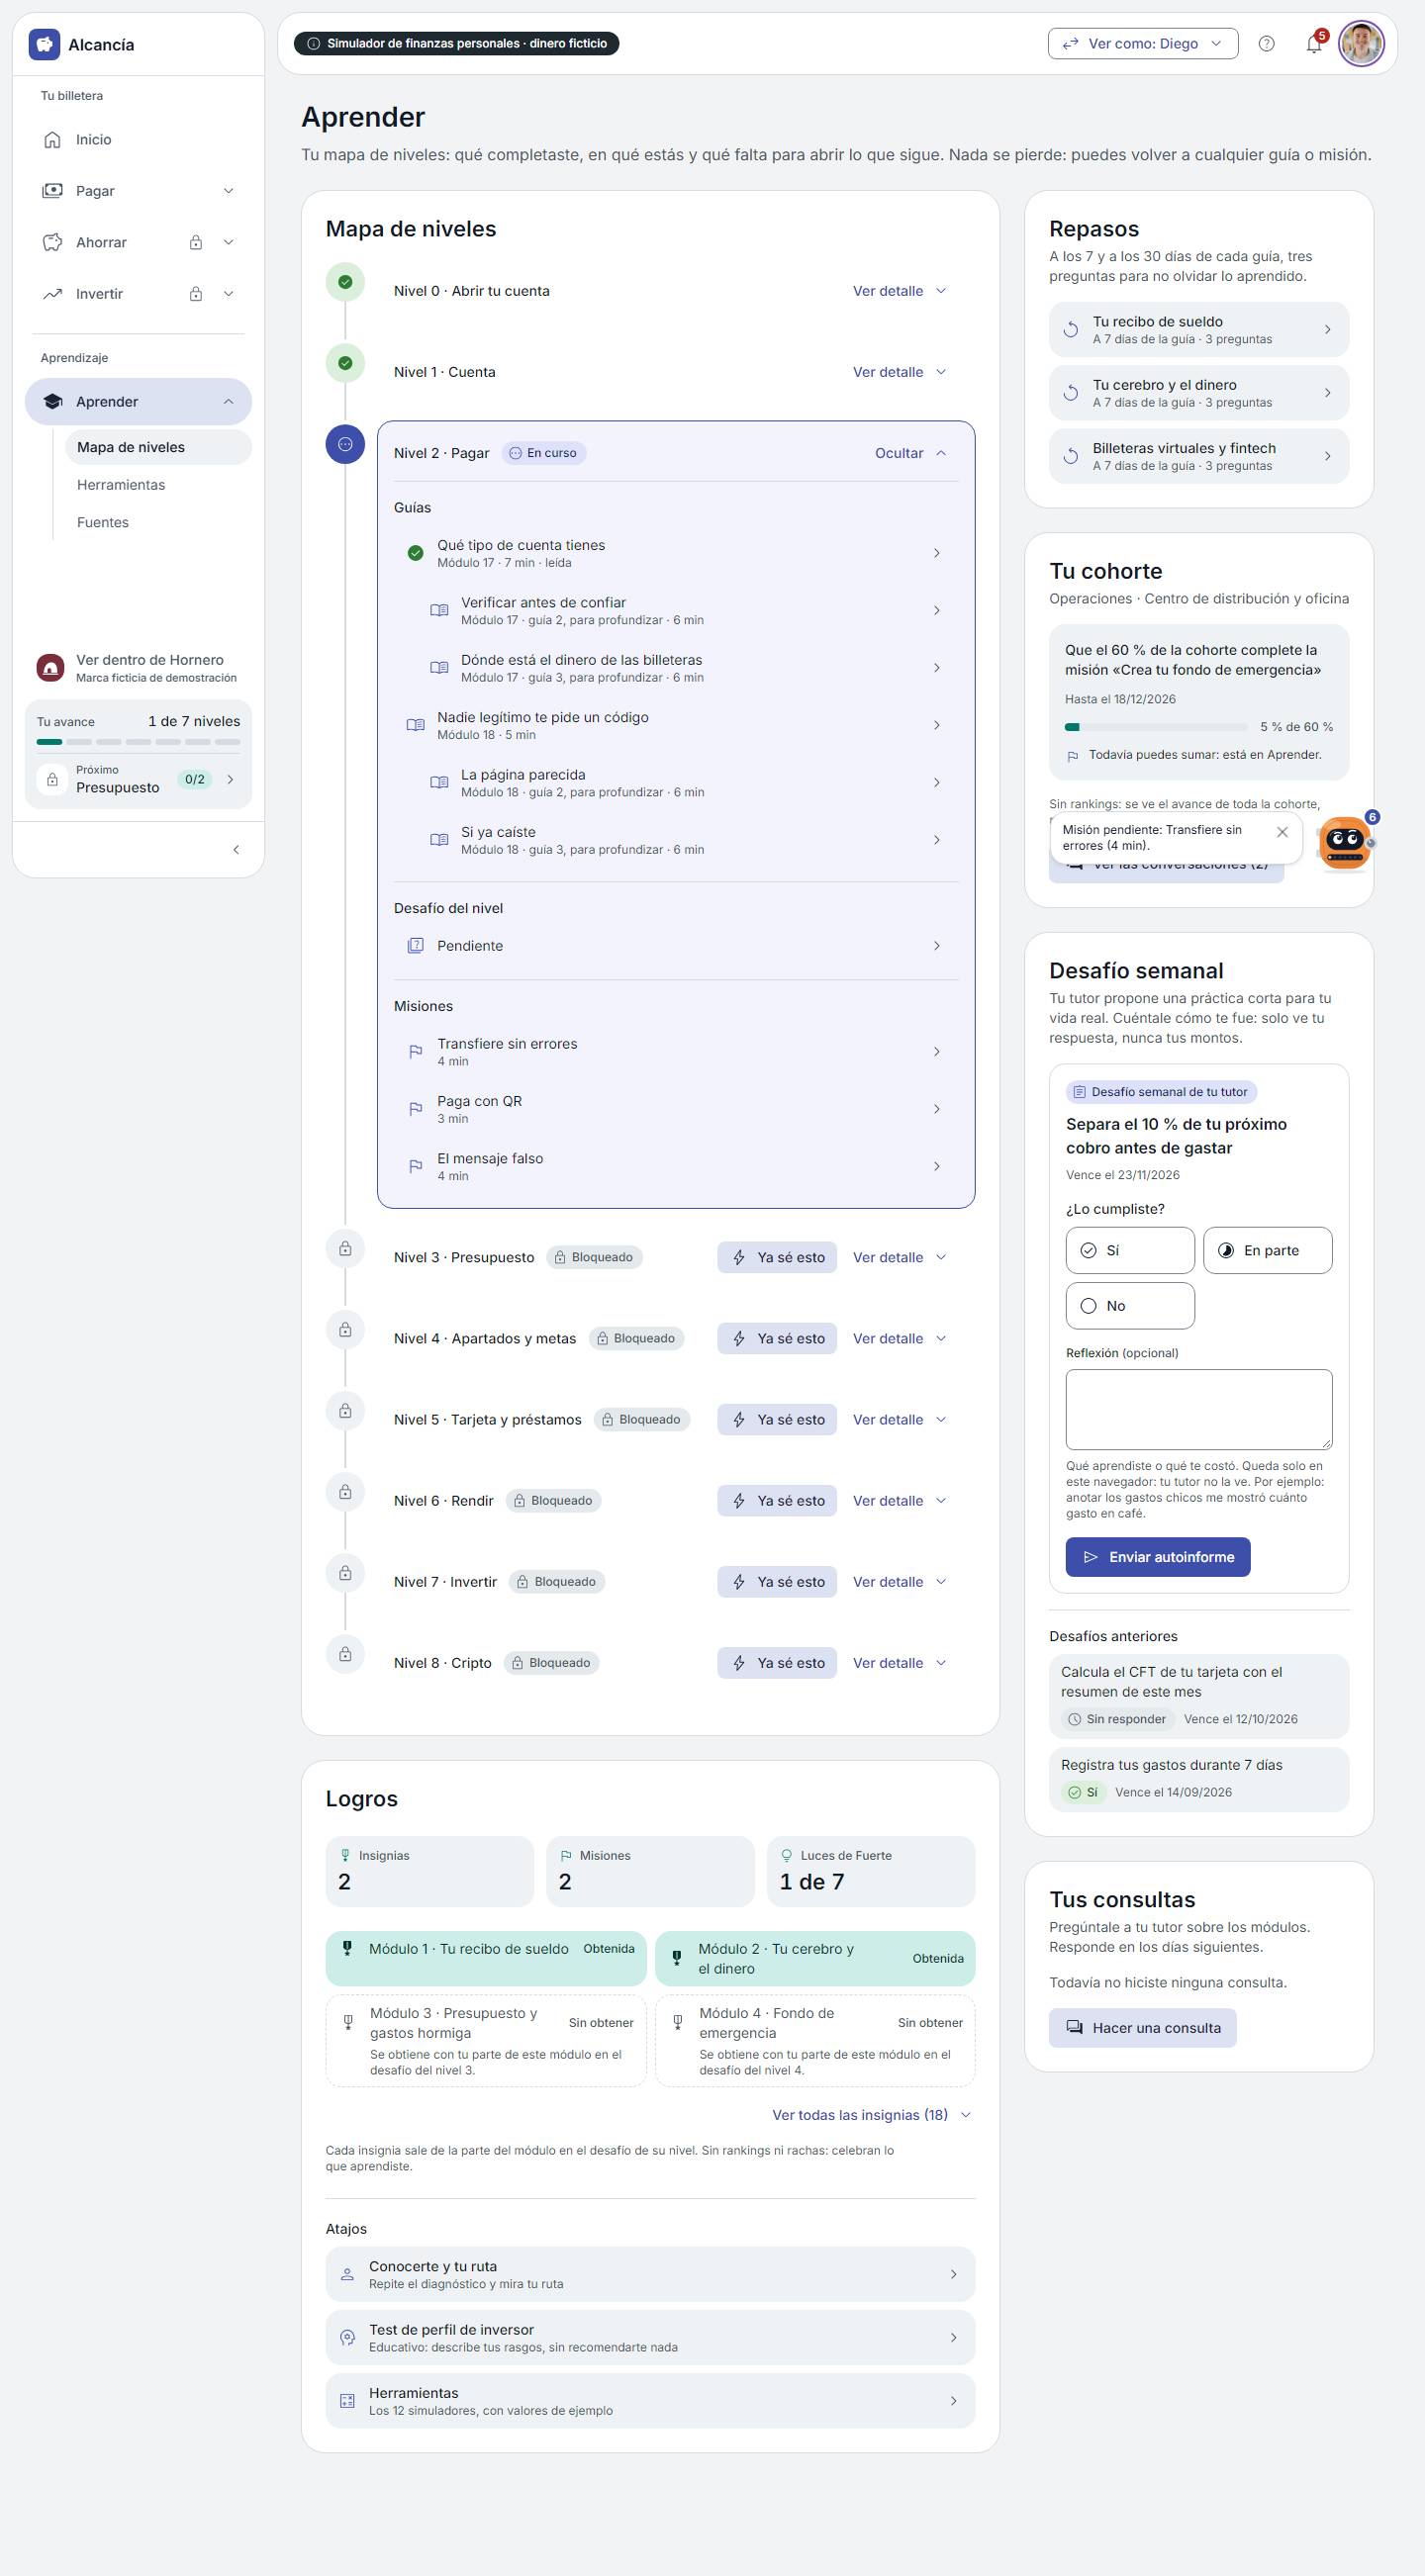 Alcancía
Tu billetera
Inicio
Pagar
Ahorrar
Invertir
Aprendizaje
Aprender
Mapa de niveles
Herramientas
Fuentes
Ver dentro de Hornero
Marca ficticia de demostración
Tu avance 1 de 7 niveles
Próximo
Presupuesto 0/2
Simulador de finanzas personales · dinero ficticio
Ver como: Diego
5
Aprender
Tu mapa de niveles: qué completaste, en qué estás y qué falta para abrir lo que sigue. Nada se pierde: puedes volver a cualquier guía o misión.
Mapa de niveles
Nivel 0 · Abrir tu cuenta Ver detalle
Nivel 1 · Cuenta Ver detalle
Nivel 2 · Pagar En curso Ocultar
Guías
Qué tipo de cuenta tienes
Módulo 17 · 7 min · leída
Verificar antes de confiar
Módulo 17 · guía 2, para profundizar · 6 min
Dónde está el dinero de las billeteras
Módulo 17 · guía 3, para profundizar · 6 min
Nadie legítimo te pide un código
Módulo 18 · 5 min
La página parecida
Módulo 18 · guía 2, para profundizar · 6 min
Si ya caíste
Módulo 18 · guía 3, para profundizar · 6 min
Desafío del nivel
Pendiente
Misiones
Transfiere sin errores
4 min
Paga con QR
3 min
El mensaje falso
4 min
Nivel 3 · Presupuesto Bloqueado Ya sé esto Ver detalle
Nivel 4 · Apartados y metas Bloqueado Ya sé esto Ver detalle
Nivel 5 · Tarjeta y préstamos Bloqueado Ya sé esto Ver detalle
Nivel 6 · Rendir Bloqueado Ya sé esto Ver detalle
Nivel 7 · Invertir Bloqueado Ya sé esto Ver detalle
Nivel 8 · Cripto Bloqueado Ya sé esto Ver detalle
Logros
Insignias
2
Misiones
2
Luces de Fuerte
1 de 7
Módulo 1 · Tu recibo de sueldo Obtenida
Módulo 2 · Tu cerebro y
el dinero
Obtenida
Módulo 3 · Presupuesto y
gastos hormiga
Sin obtener
Se obtiene con tu parte de este módulo en el
desafío del nivel 3.
Módulo 4 · Fondo de
emergencia
Sin obtener
Se obtiene con tu parte de este módulo en el
desafío del nivel 4.
Ver todas las insignias (18)
Cada insignia sale de la parte del módulo en el desafío de su nivel. Sin rankings ni rachas: celebran lo
que aprendiste.
Atajos
Conocerte y tu ruta
Repite el diagnóstico y mira tu ruta
Test de perfil de inversor
Educativo: describe tus rasgos, sin recomendarte nada
Herramientas
Los 12 simuladores, con valores de ejemplo
Repasos
A los 7 y a los 30 días de cada guía, tres
preguntas para no olvidar lo aprendido.
Tu recibo de sueldo
A 7 días de la guía · 3 preguntas
Tu cerebro y el dinero
A 7 días de la guía · 3 preguntas
Billeteras virtuales y fintech
A 7 días de la guía · 3 preguntas
Tu cohorte
Operaciones · Centro de distribución y oficina
Que el 60 % de la cohorte complete la
misión «Crea tu fondo de emergencia»
Hasta el 18/12/2026
5 % de 60 %
Todavía puedes sumar: está en Aprender.
Sin rankings: se ve el avance de toda la cohorte,
Misión pendiente: Transfiere sin
errores (4 min).
6
Ver las conversaciones (2)
Desafío semanal
Tu tutor propone una práctica corta para tu
vida real. Cuéntale cómo te fue: solo ve tu
respuesta, nunca tus montos.
Desafío semanal de tu tutor
Separa el 10 % de tu próximo
cobro antes de gastar
Vence el 23/11/2026
¿Lo cumpliste?
Sí
En parte
No
Reflexión (opcional)
Qué aprendiste o qué te costó. Queda solo en
este navegador: tu tutor no la ve. Por ejemplo:
anotar los gastos chicos me mostró cuánto
gasto en café.
Enviar autoinforme
Desafíos anteriores
Calcula el CFT de tu tarjeta con el
resumen de este mes
Sin responder Vence el 12/10/2026
Registra tus gastos durante 7 días
Sí Vence el 14/09/2026
Tus consultas
Pregúntale a tu tutor sobre los módulos.
Responde en los días siguientes.
Todavía no hiciste ninguna consulta.
Hacer una consulta